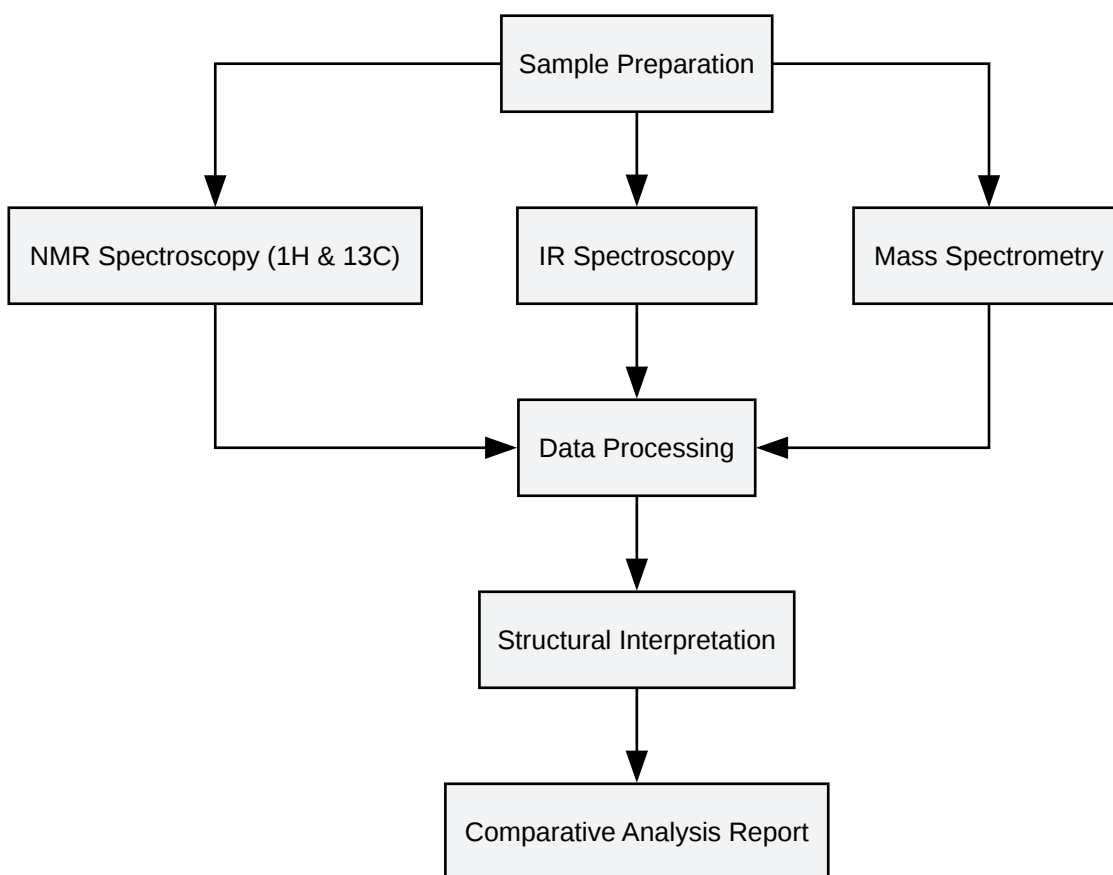 Sample Preparation
NMR Spectroscopy (1H & 13C)
IR Spectroscopy
Mass Spectrometry
Data Processing
Structural Interpretation
Comparative Analysis Report